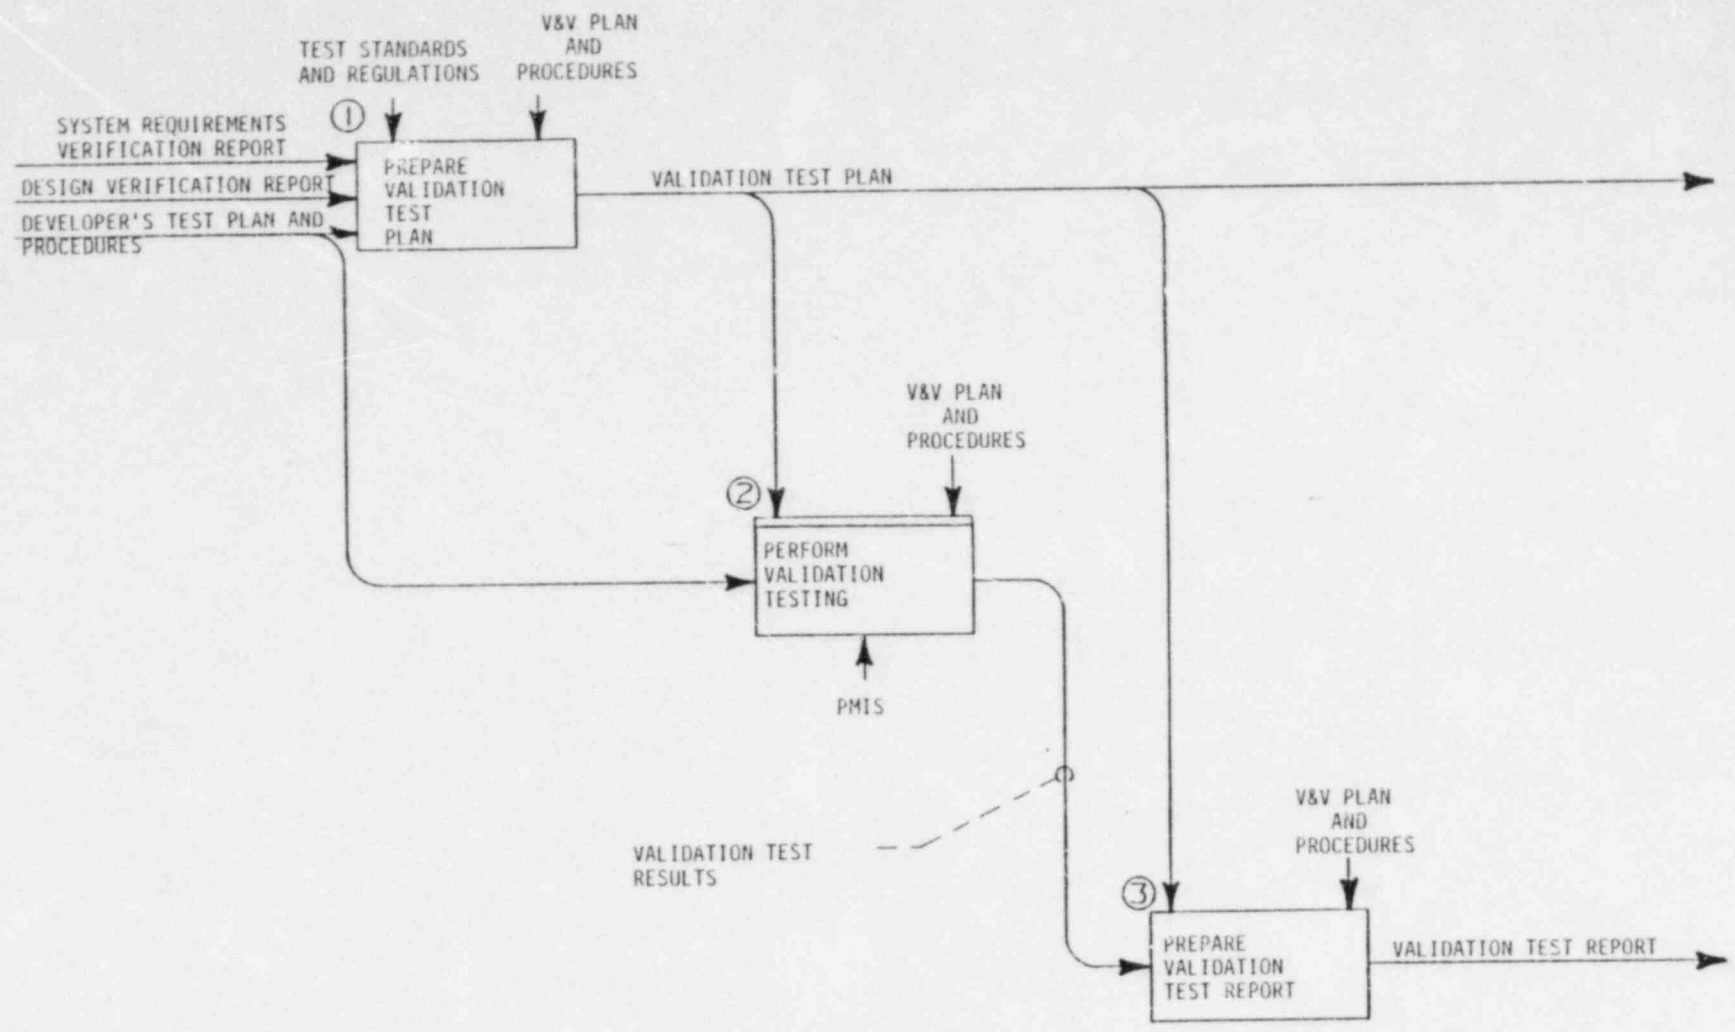 V&V PLAN
AND
PROCEDURES
TEST STANDARDS
AND REGULATIONS
1
SYSTEM REQUIREMENTS
VERIFICATION REPORT
DESIGN VERIFICATION REPORT
DEVELOPER'S TEST PLAN AND
PROCEDURES
PREPARE
VALIDATION
TEST
PLAN
VALIDATION TEST PLAN
V&V PLAN
AND
PROCEDURES
2
PERFORM
VALIDATION
TESTING
PMIS
VALIDATION TEST
RESULTS
V&V PLAN
AND
PROCEDURES
3
PREPARE
VALIDATION
TEST REPORT
VALIDATION TEST REPORT